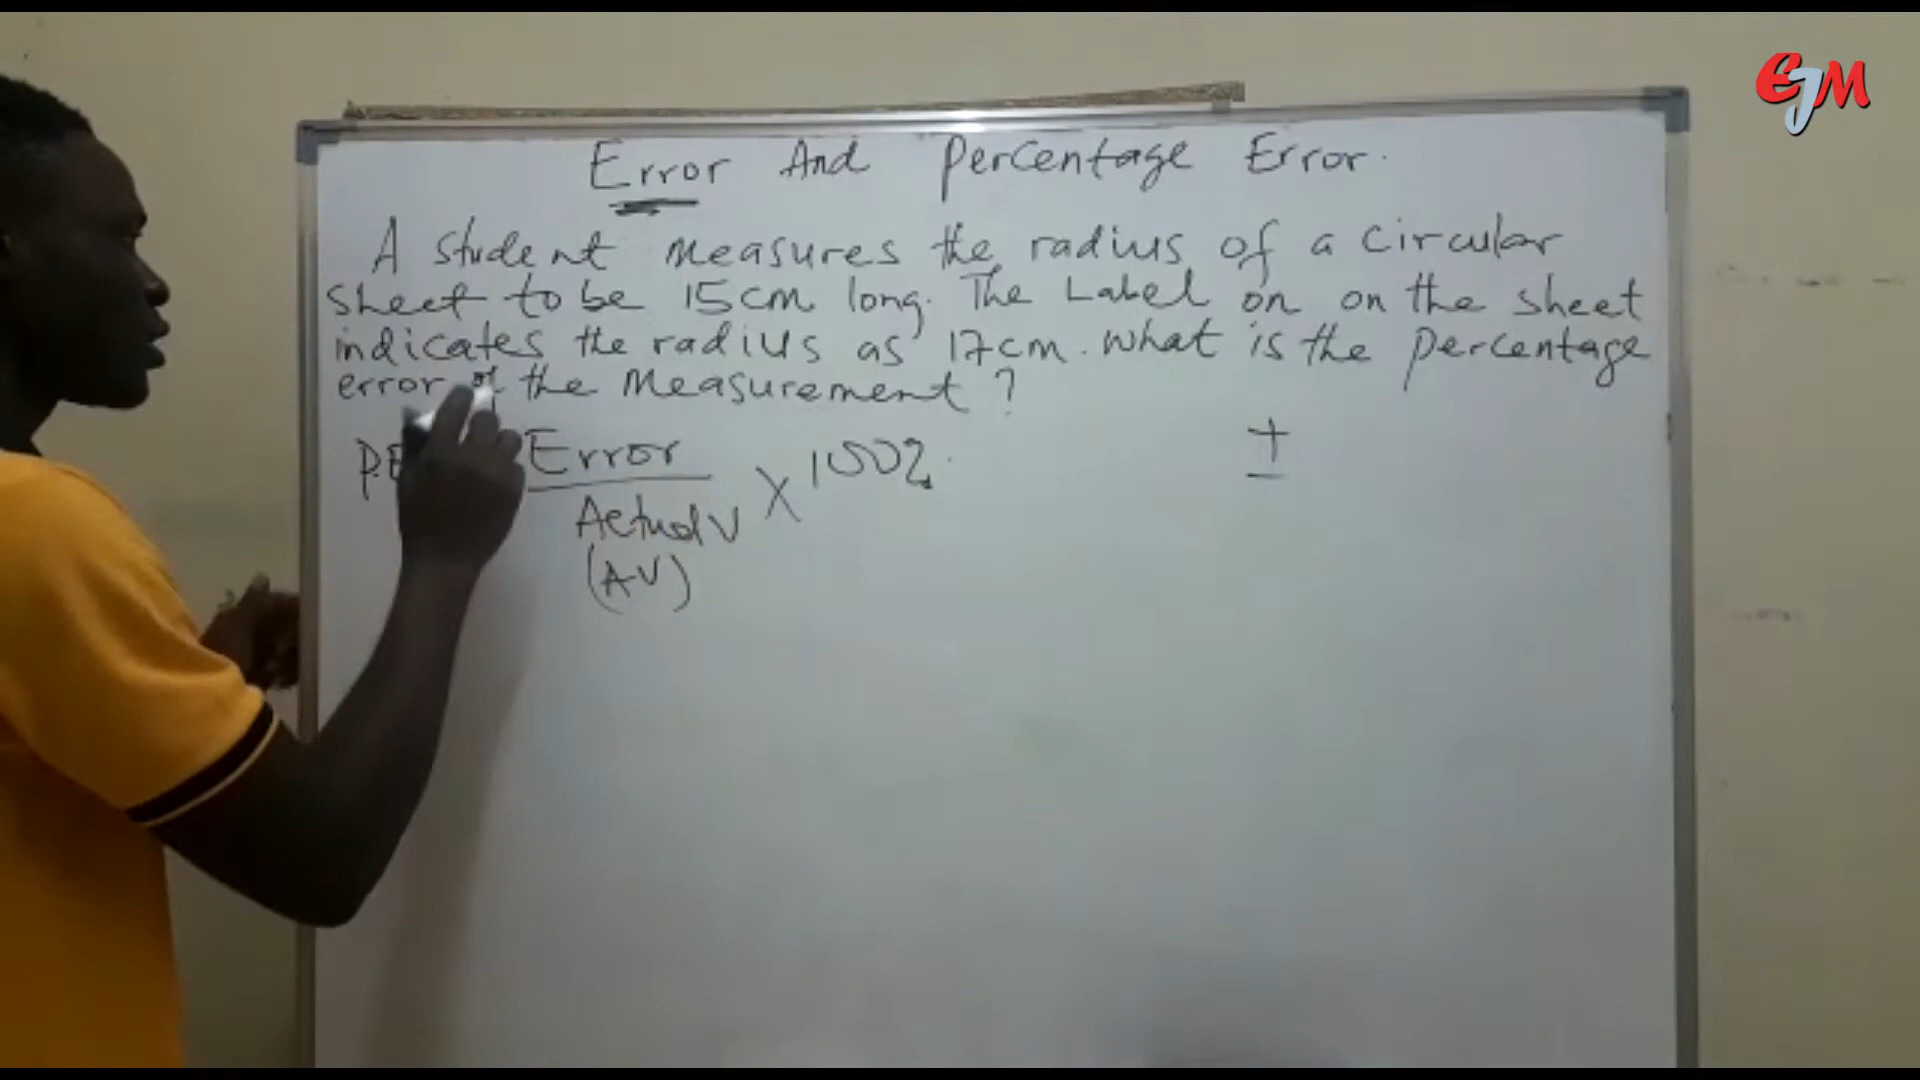 EJM
Error And Percentage Error.
A student measures the radius of a circular
sheet to be 15cm long. The Label on on the sheet
indicates the radius as 17cm. What is the percentage
error of the Measurement ?
P.E Error × 100%
Actual V
(AV)
+